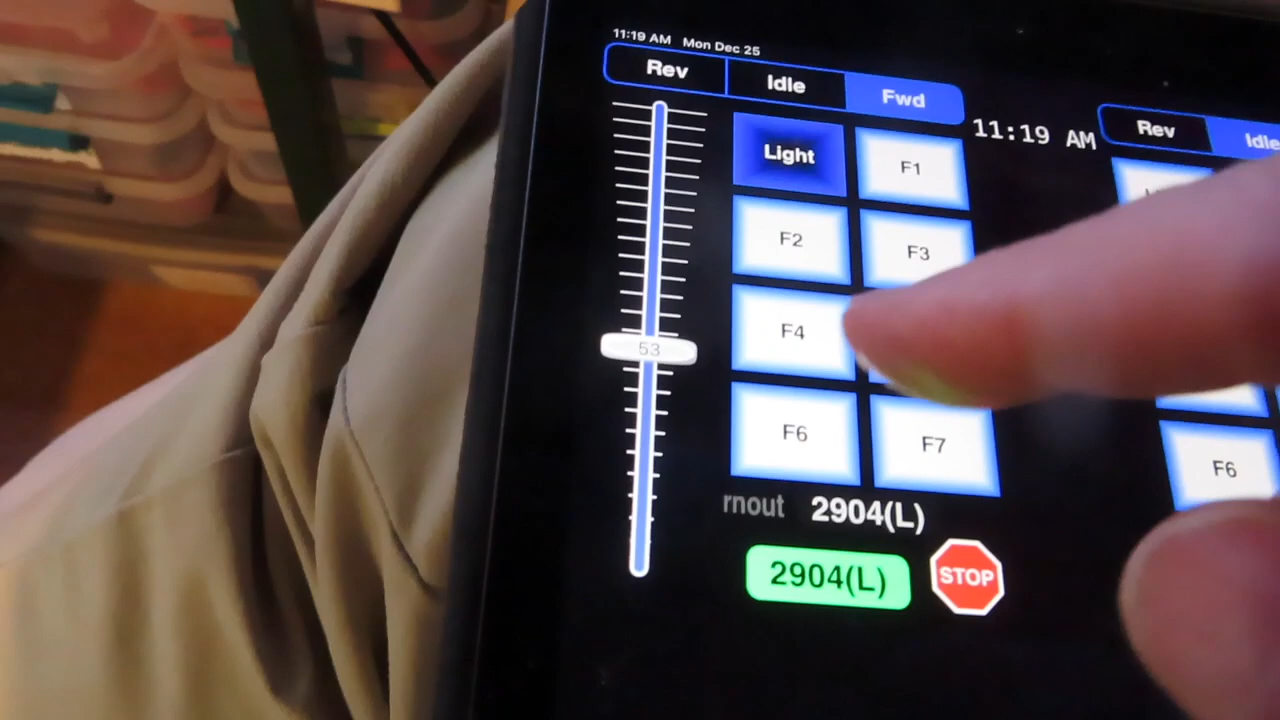 11:19 AM Mon Dec 25
Rev Idle Fwd
11:19 AM
Rev Idle
Light F1
F2 F3
F4
F6 F7
F6
rnout 2904(L)
2904(L) STOP
53